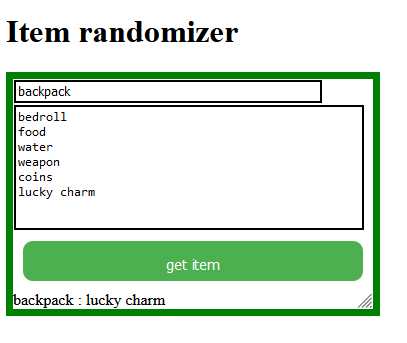 Item randomizer
backpack
bedroll
food
water
weapon
coins
lucky charm
get item
backpack : lucky charm